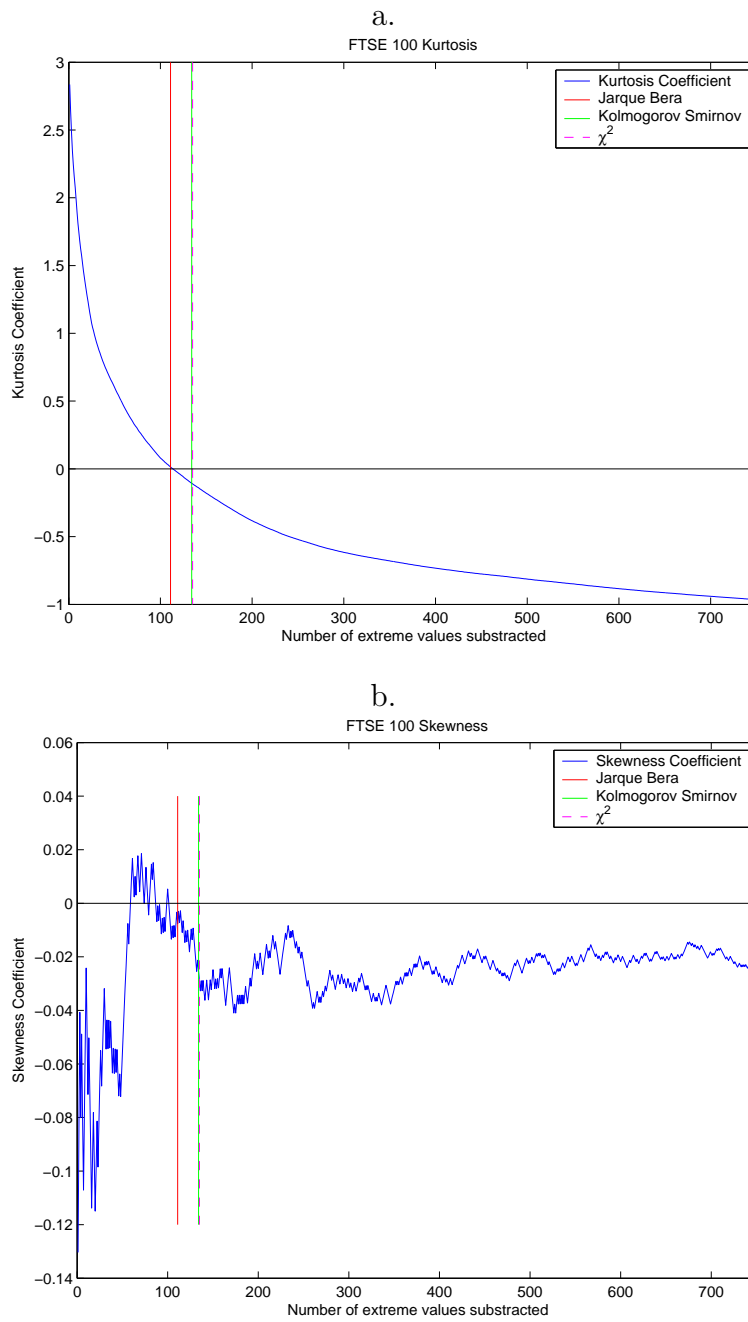 a.
FTSE 100 Kurtosis
Kurtosis Coefficient
Jarque Bera
Kolmogorov Smirnov
χ²
3
2.5
2
1.5
1
0.5
0
−0.5
−1
Kurtosis Coefficient
0 100 200 300 400 500 600 700
Number of extreme values substracted
b.
FTSE 100 Skewness
Skewness Coefficient
Jarque Bera
Kolmogorov Smirnov
χ²
0.06
0.04
0.02
0
−0.02
−0.04
−0.06
−0.08
−0.1
−0.12
−0.14
Skewness Coefficient
0 100 200 300 400 500 600 700
Number of extreme values substracted